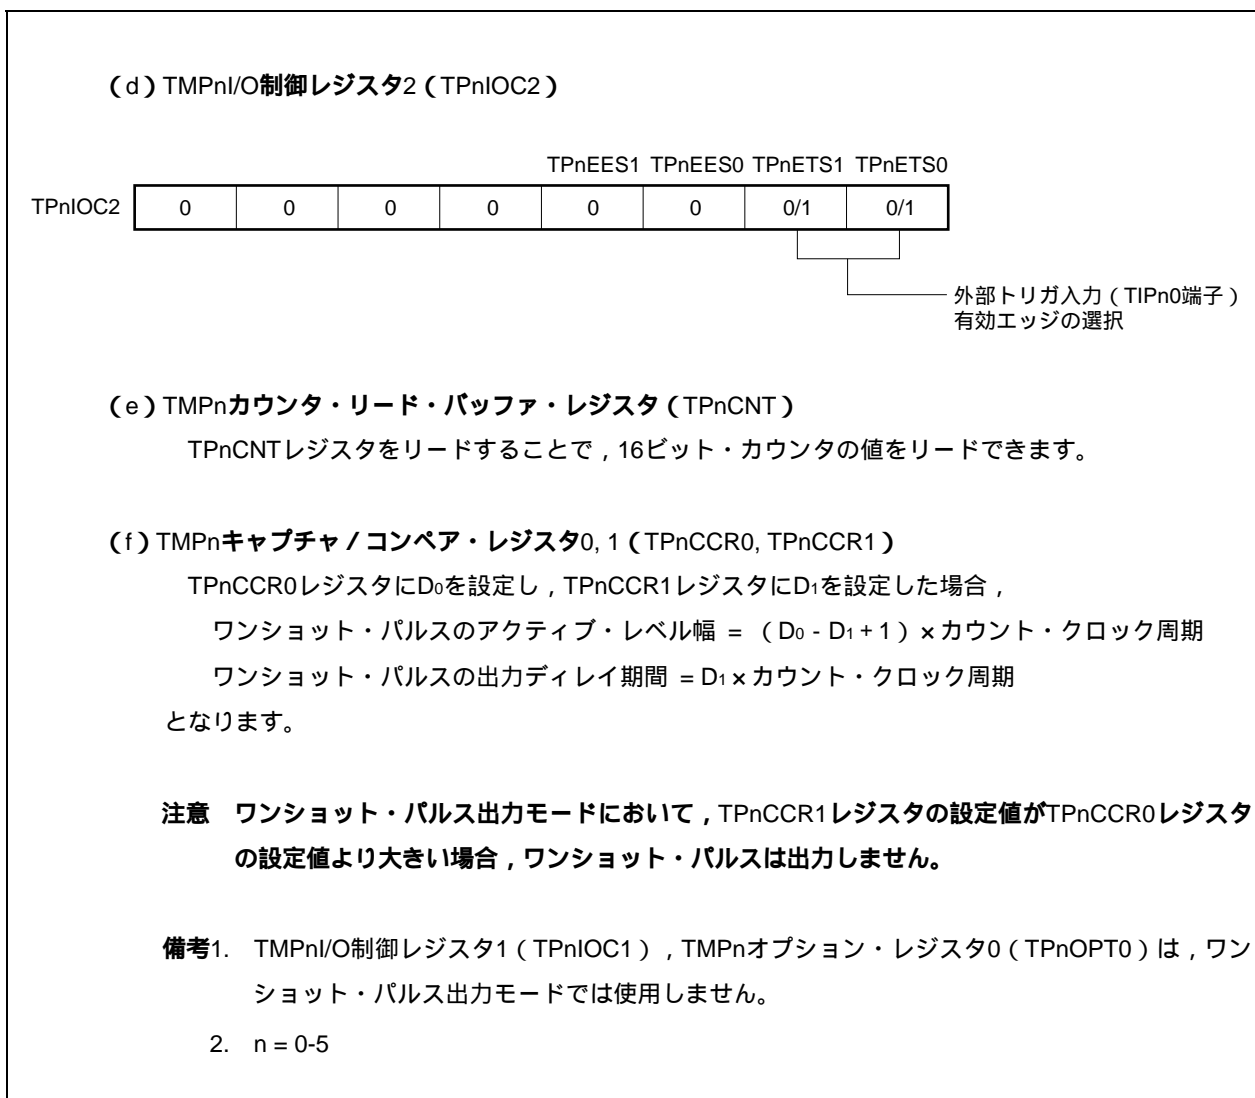 (d) TMPnI/O制御レジスタ2（TPnIOC2）
TPnEES1 TPnEES0 TPnETS1 TPnETS0
TPnIOC2 0 0 0 0 0 0 0/1 0/1
外部トリガ入力（TIPn0端子）
有効エッジの選択
(e) TMPnカウンタ・リード・バッファ・レジスタ（TPnCNT）
TPnCNTレジスタをリードすることで，16ビット・カウンタの値をリードできます。
(f) TMPnキャプチャ／コンペア・レジスタ0, 1（TPnCCR0, TPnCCR1）
TPnCCR0レジスタにD0を設定し，TPnCCR1レジスタにD1を設定した場合，
ワンショット・パルスのアクティブ・レベル幅 ＝ （D0 - D1 + 1）×カウント・クロック周期
ワンショット・パルスの出力ディレイ期間 ＝ D1×カウント・クロック周期
となります。
注意 ワンショット・パルス出力モードにおいて，TPnCCR1レジスタの設定値がTPnCCR0レジスタ
の設定値より大きい場合，ワンショット・パルスは出力しません。
備考1. TMPnI/O制御レジスタ1（TPnIOC1），TMPnオプション・レジスタ0（TPnOPT0）は，ワン
ショット・パルス出力モードでは使用しません。
2. n = 0-5